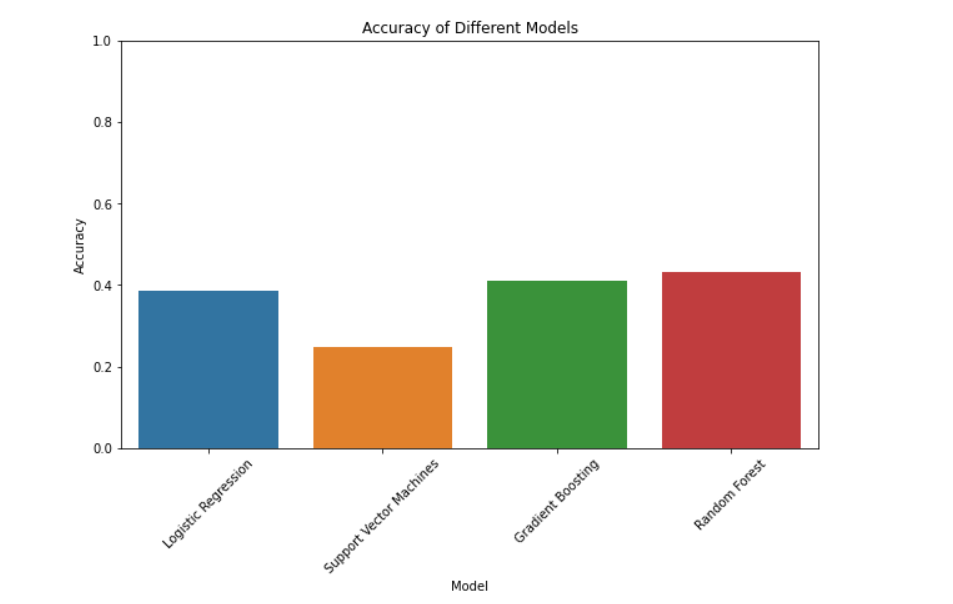 Accuracy of Different Models
1.0
0.8
0.6
0.4
0.2
0.0
Accuracy
Logistic Regression
Support Vector Machines
Gradient Boosting
Random Forest
Model